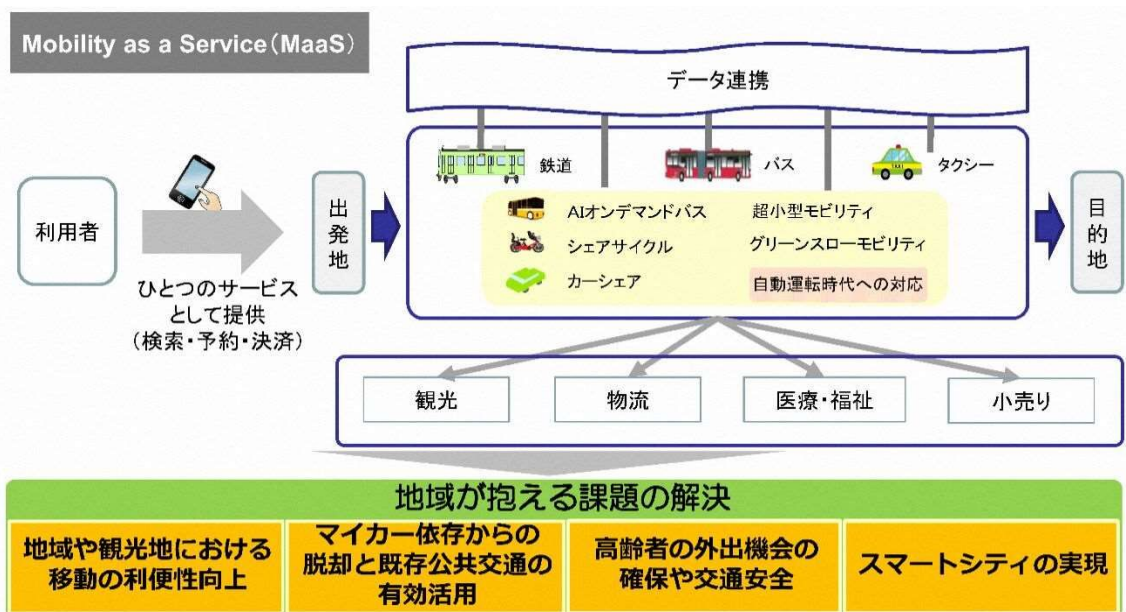 Mobility as a Service（MaaS）
データ連携
鉄道
バス
タクシー
TAXI
利用者
出発地
目的地
AIオンデマンドバス
超小型モビリティ
シェアサイクル
グリーンスローモビリティ
カーシェア
自動運転時代への対応
ひとつのサービス
として提供
（検索・予約・決済）
観光
物流
医療・福祉
小売り
地域が抱える課題の解決
地域や観光地における
移動の利便性向上
マイカー依存からの
脱却と既存公共交通の
有効活用
高齢者の外出機会の
確保や交通安全
スマートシティの実現